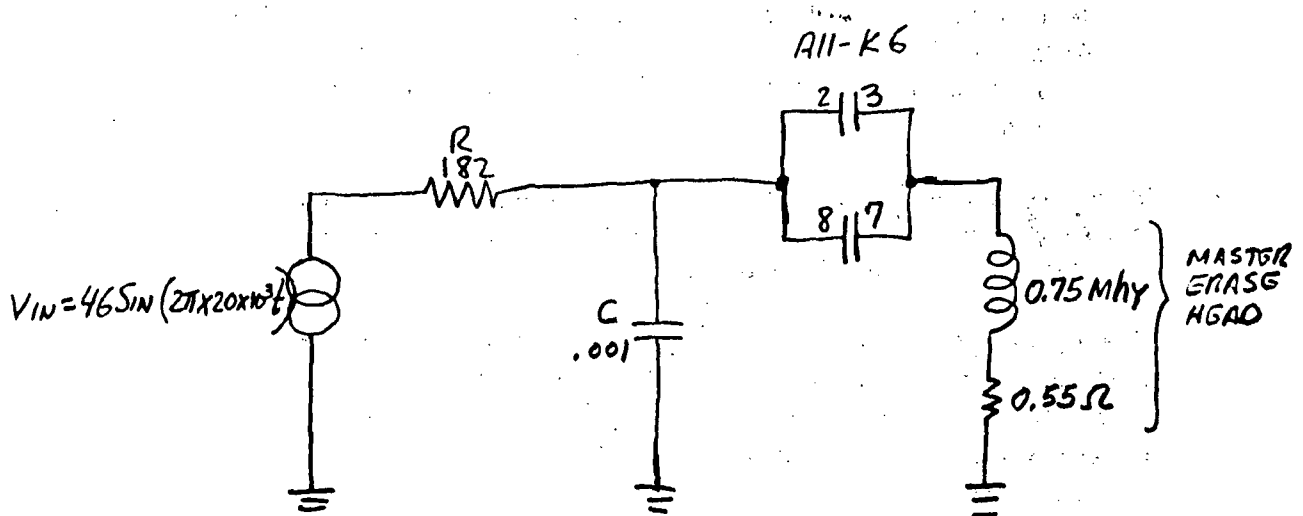 A11-K6
2 3
R
182
8 7
VIN = 46 SIN (2π×20×10³t)
C
.001
0.75 Mhy
0.55Ω
MASTER
ERASE
HEAD